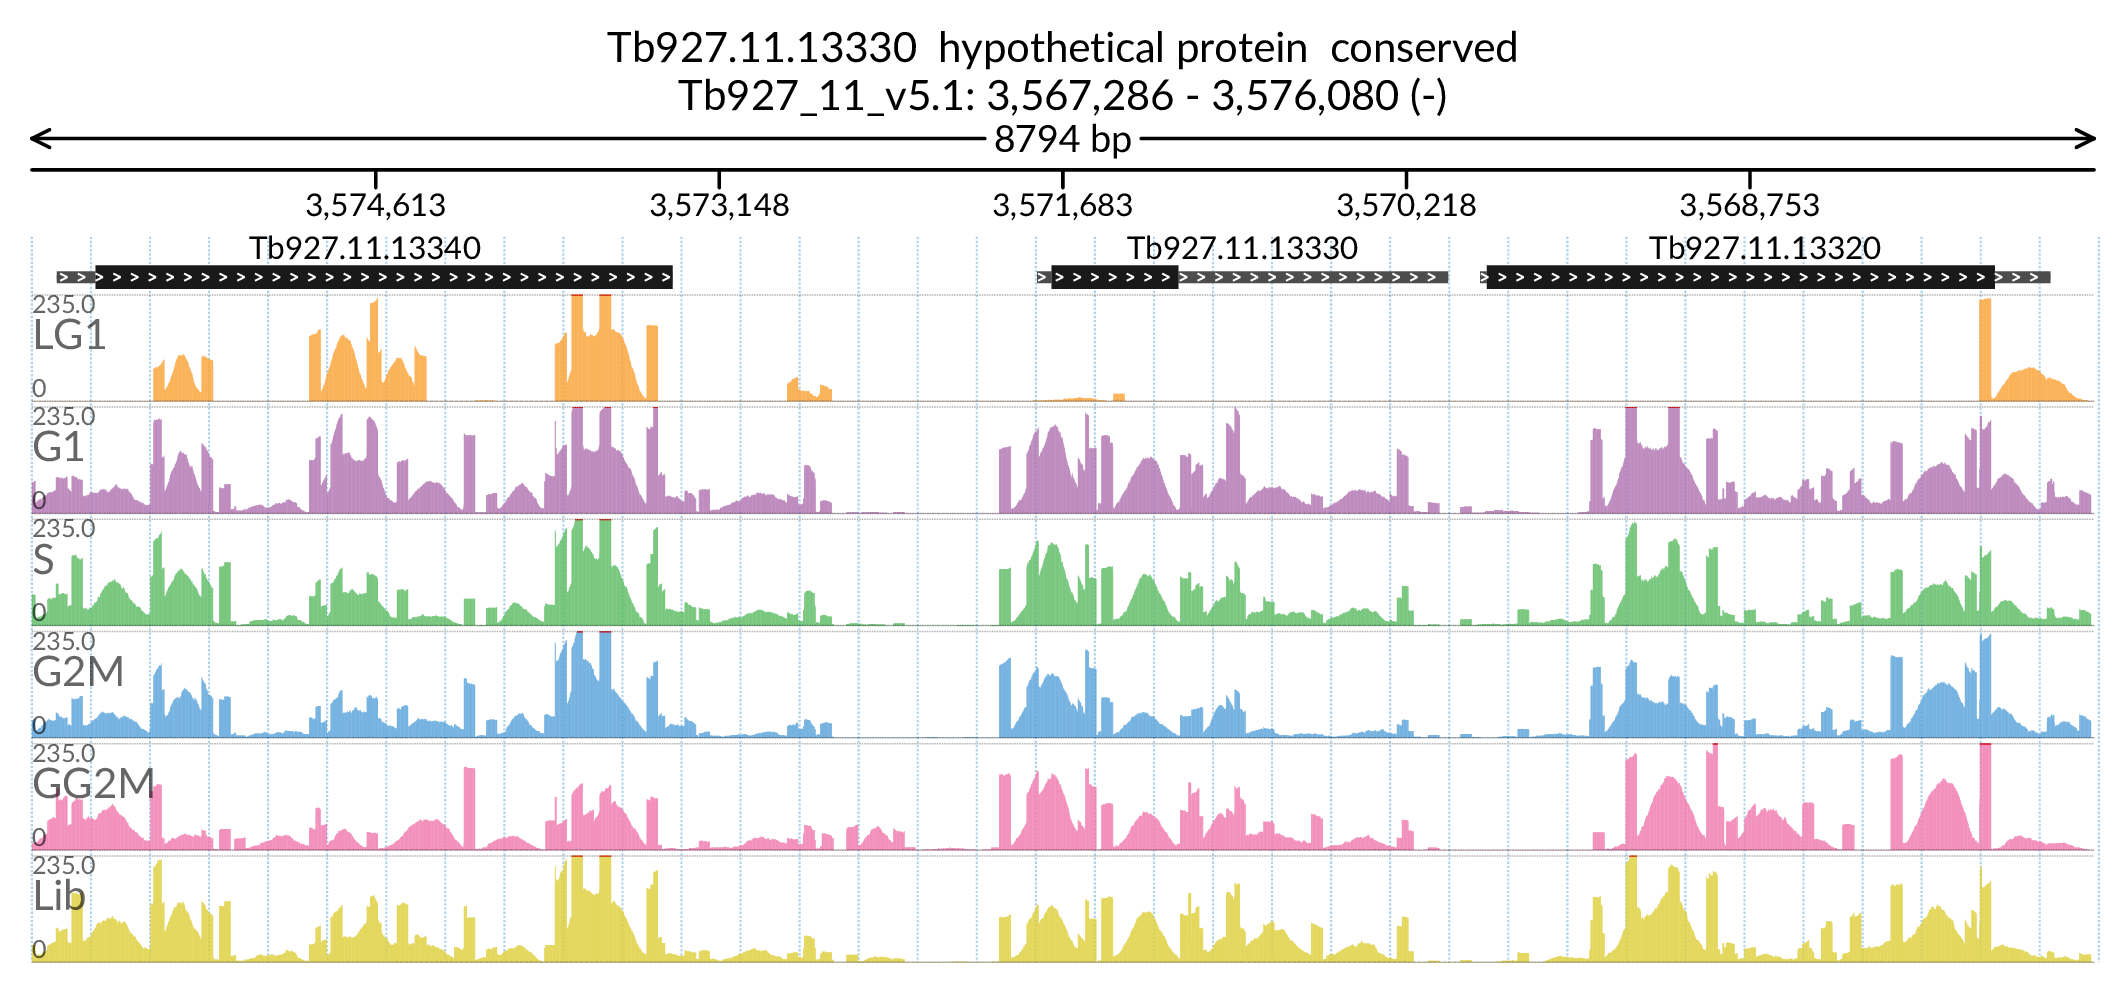 Tb927.11.13330 hypothetical protein conserved
Tb927_11_v5.1: 3,567,286 - 3,576,080 (-)
8794 bp
3,574,613 3,573,148 3,571,683 3,570,218 3,568,753
Tb927.11.13340 Tb927.11.13330 Tb927.11.13320
235.0
LG1
0
235.0
G1
0
235.0
S
0
235.0
G2M
0
235.0
GG2M
0
235.0
Lib
0